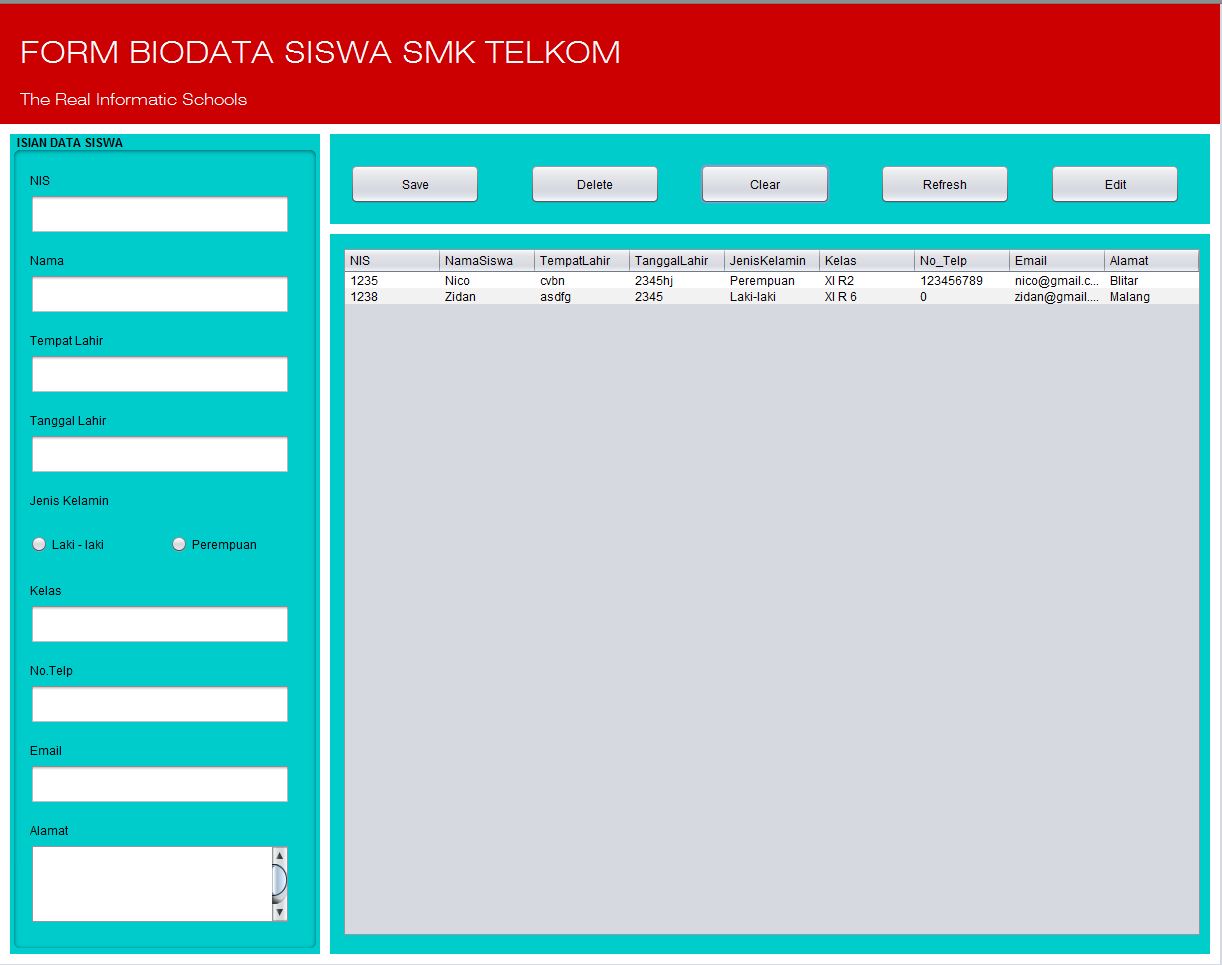 FORM BIODATA SISWA SMK TELKOM
The Real Informatic Schools
ISIAN DATA SISWA
NIS
Nama
Tempat Lahir
Tanggal Lahir
Jenis Kelamin
Laki - laki Perempuan
Kelas
No.Telp
Email
Alamat
Save Delete Clear Refresh Edit
NIS NamaSiswa TempatLahir TanggalLahir JenisKelamin Kelas No_Telp Email Alamat
1235 Nico cvbn 2345hj Perempuan XI R2 123456789 nico@gmail.c... Blitar
1238 Zidan asdfg 2345 Laki-laki XI R 6 0 zidan@gmail.... Malang